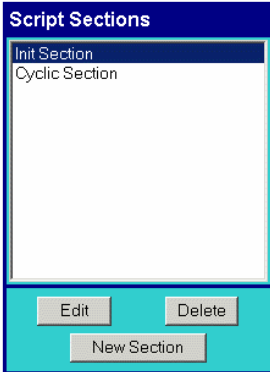 Script Sections
Init Section
Cyclic Section
Edit Delete
New Section